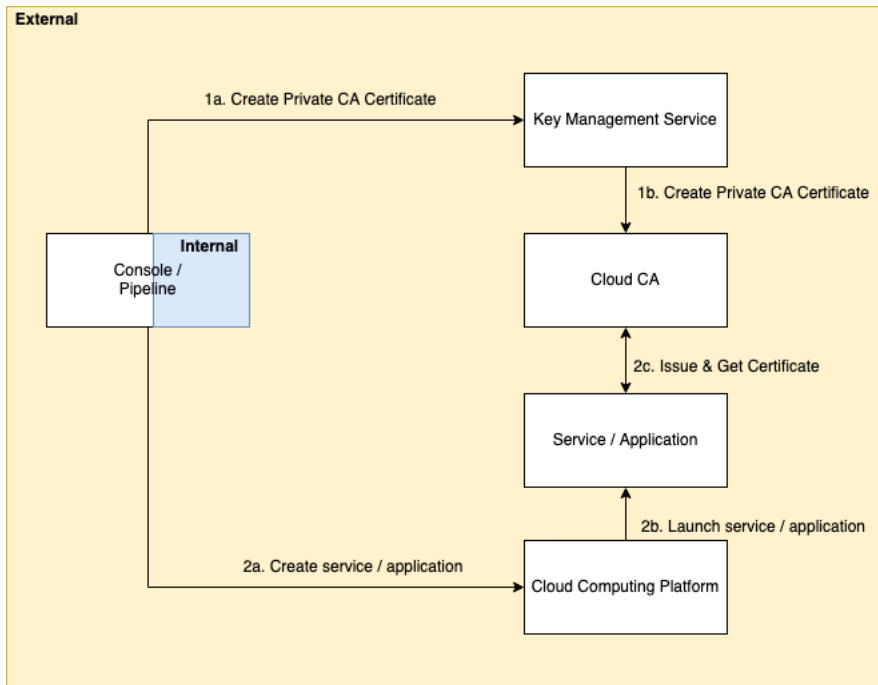 External
1a. Create Private CA Certificate
Key Management Service
1b. Create Private CA Certificate
Internal
Console /
Pipeline
Cloud CA
2c. Issue & Get Certificate
Service / Application
2b. Launch service / application
2a. Create service / application
Cloud Computing Platform